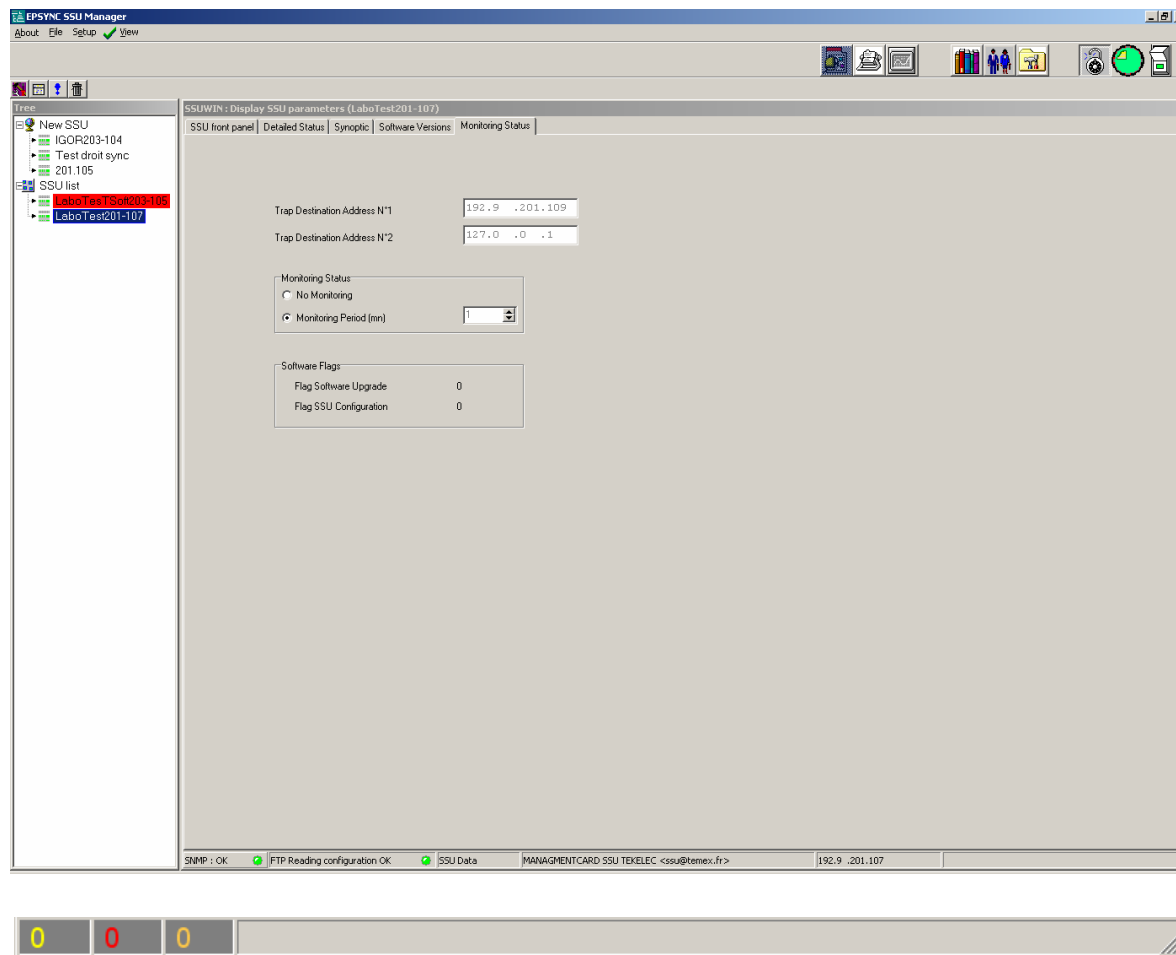 EPSYNC SSU Manager
About File Setup View
Tree
SSUWIN : Display SSU parameters (LaboTest201-107)
New SSU
IGOR203-104
Test droit sync
201.105
SSU list
LaboTesTSoft203-105
LaboTest201-107
SSU front panel Detailed Status Synoptic Software Versions Monitoring Status
Trap Destination Address N°1 192.9 .201.109
Trap Destination Address N°2 127.0 .0 .1
Monitoring Status
No Monitoring
Monitoring Period (mn) 1
Software Flags
Flag Software Upgrade 0
Flag SSU Configuration 0
SNMP : OK FTP Reading configuration OK SSU Data MANAGMENTCARD SSU TEKELEC <ssu@temex.fr> 192.9 .201.107
0 0 0